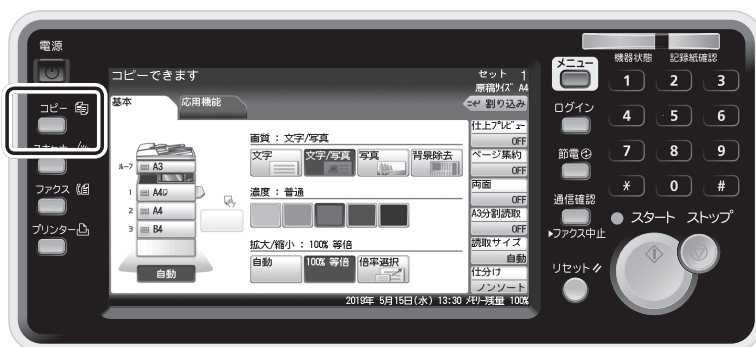 電源
コピー
ファクス
プリンター
コピーできます
セット 1
原稿サイズ A4
基本
応用機能
割り込み
画質：文字/写真
文字
文字/写真
写真
背景除去
濃度：普通
拡大/縮小：100% 等倍
自動
100% 等倍
倍率選択
ﾙｰﾌ A3
1 A4
2 A4
3 B4
自動
仕上プレビュー
OFF
ページ集約
OFF
両面
OFF
A3分割読取
OFF
読取サイズ
自動
仕分け
ノンソート
2019年 5月15日(水) 13:30 ﾒﾓﾘｰ残量 100%
メニュー
ログイン
節電
通信確認
▶ファクス中止
リセット
機器状態 記録紙確認
1 2 3
4 5 6
7 8 9
* 0 #
スタート ストップ